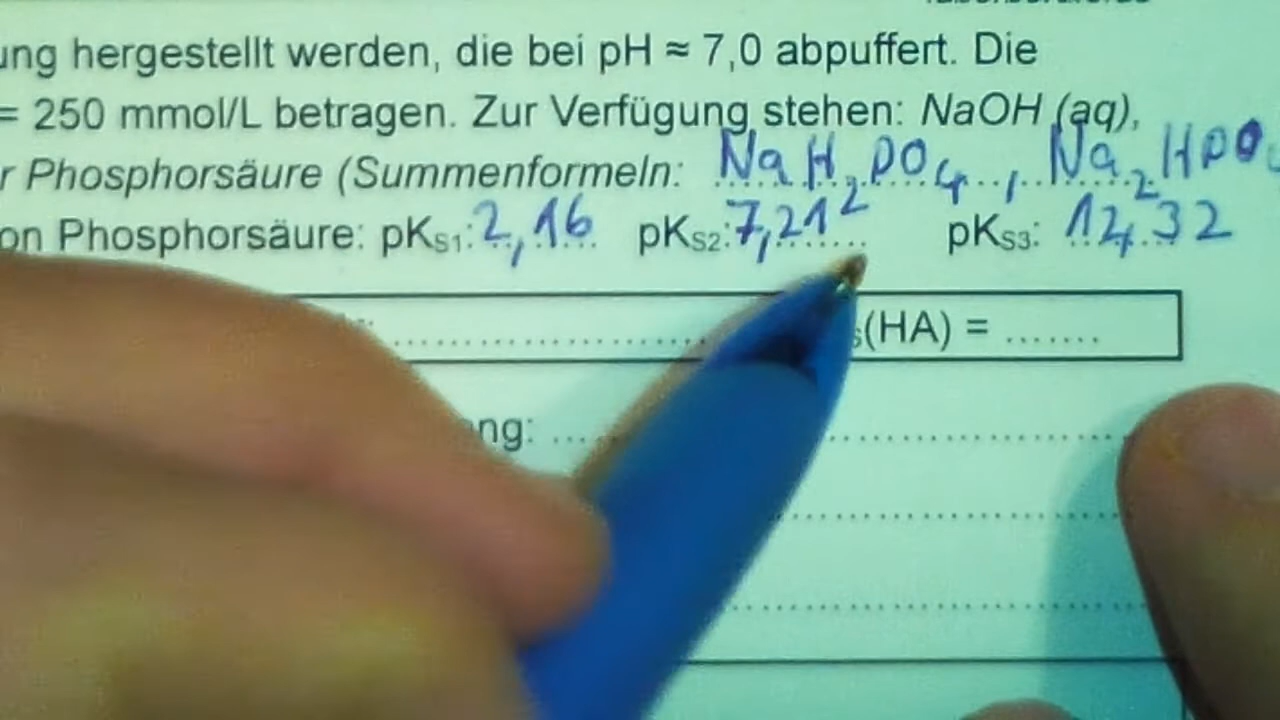 ung hergestellt werden, die bei pH ≈ 7,0 abpuffert. Die
= 250 mmol/L betragen. Zur Verfügung stehen: NaOH (aq),
r Phosphorsäure (Summenformeln: NaH2PO4, Na2HPO
on Phosphorsäure: pKS1: 2,16 pKS2: 7,21 pKS3: 12,32
s(HA) = .......
ng: ...